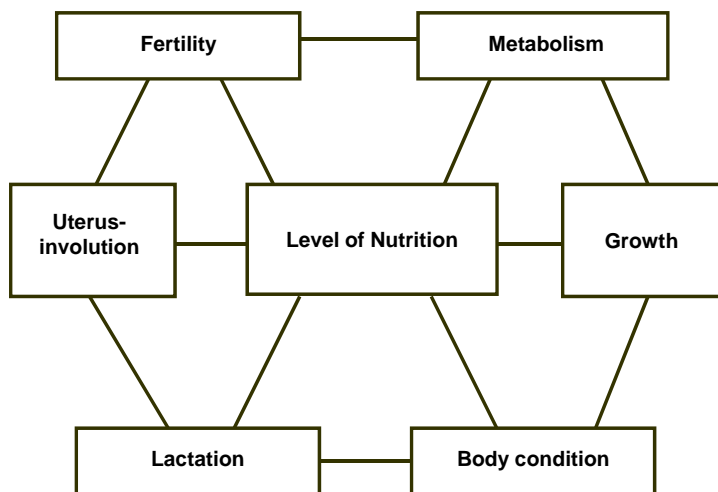 Fertility
Metabolism
Uterus-
involution
Level of Nutrition
Growth
Lactation
Body condition